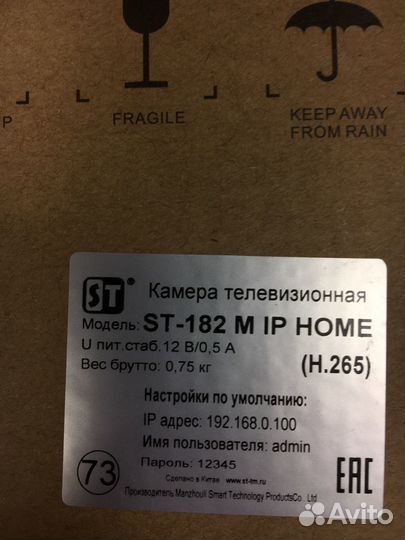 P
FRAGILE
KEEP AWAY
FROM RAIN
ST®
Камера телевизионная
Модель: ST-182 M IP HOME
U пит.стаб.12 В/0,5 А
(H.265)
Вес брутто: 0,75 кг
Настройки по умолчанию:
IP адрес: 192.168.0.100
Имя пользователя: admin
Пароль: 12345
73
EAC
Сделано в Китае www.st-tm.ru
Производитель Manzhouli Smart Technology ProductsCo. Ltd
Avito